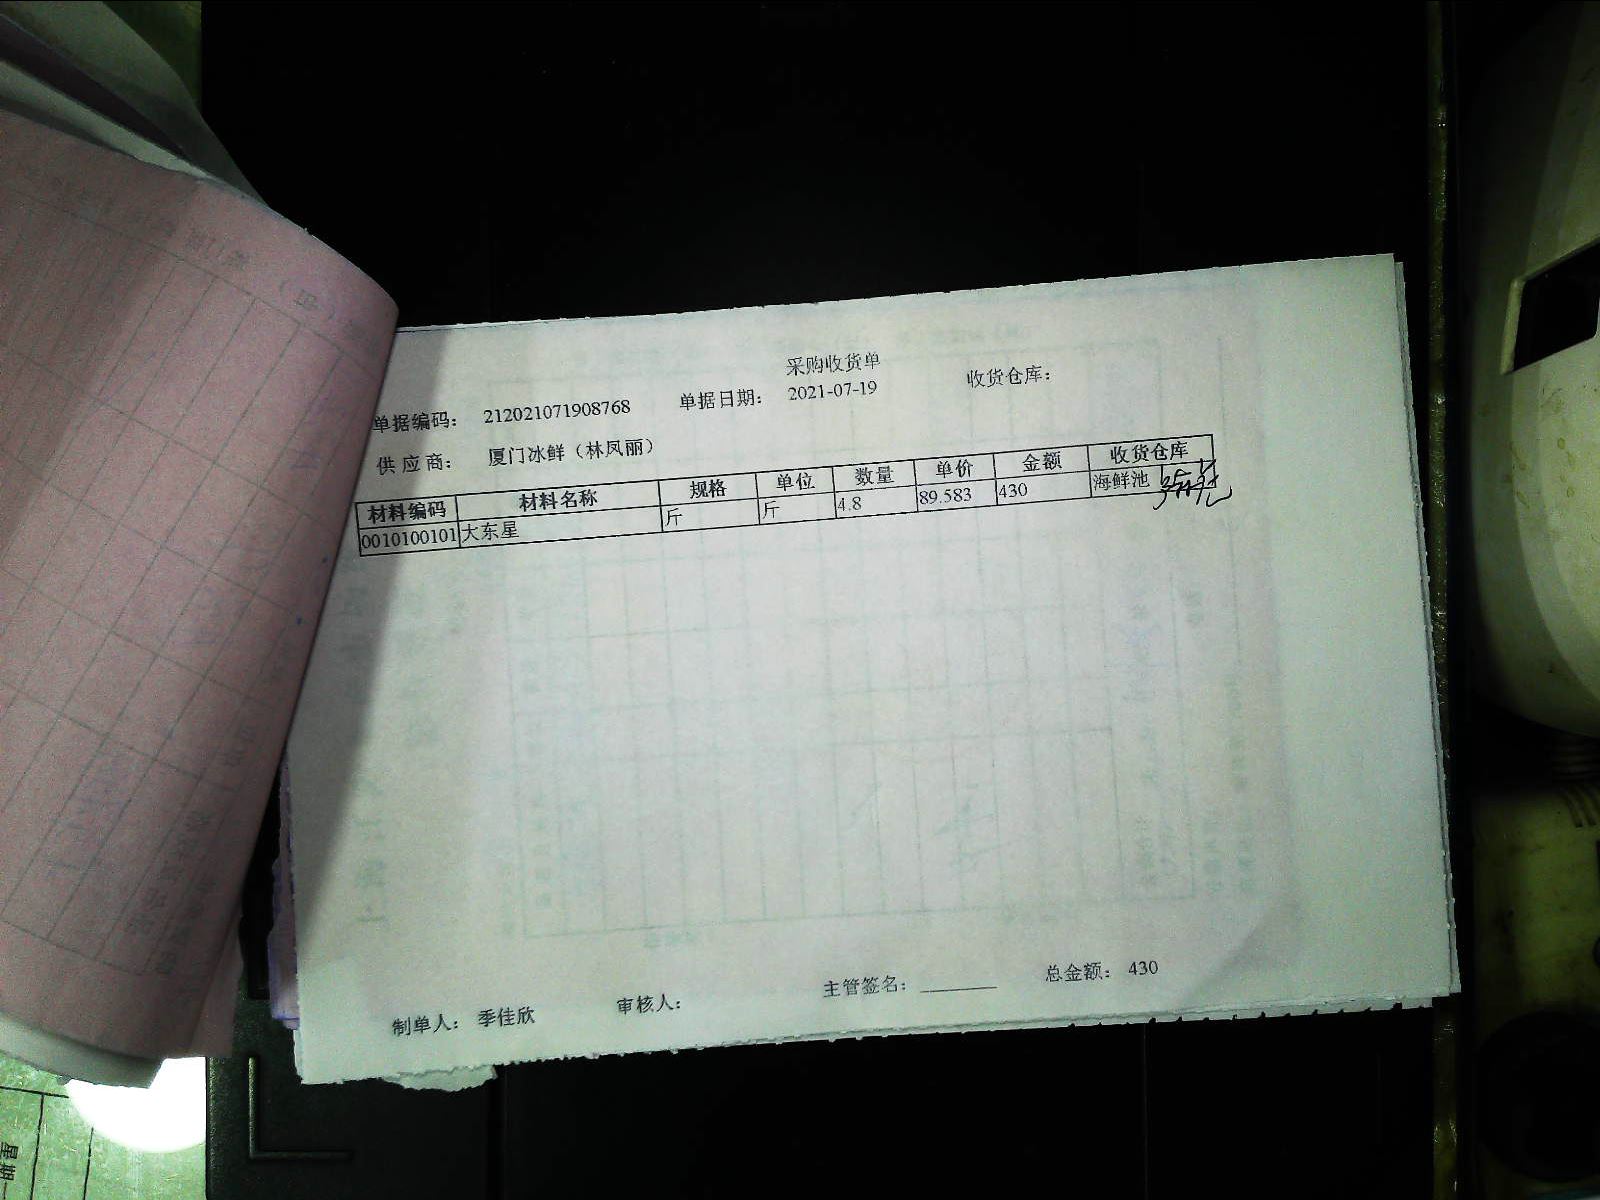 采购收货单
单据编码: 212021071908768 单据日期: 2021-07-19 收货仓库:
供应商: 厦门冰鲜（林凤丽）
材料编码 材料名称 规格 单位 数量 单价 金额 收货仓库
0010100101 大东星 斤 斤 4.8 89.583 430 海鲜池
制单人: 季佳欣 审核人: 主管签名: ________ 总金额: 430
星期